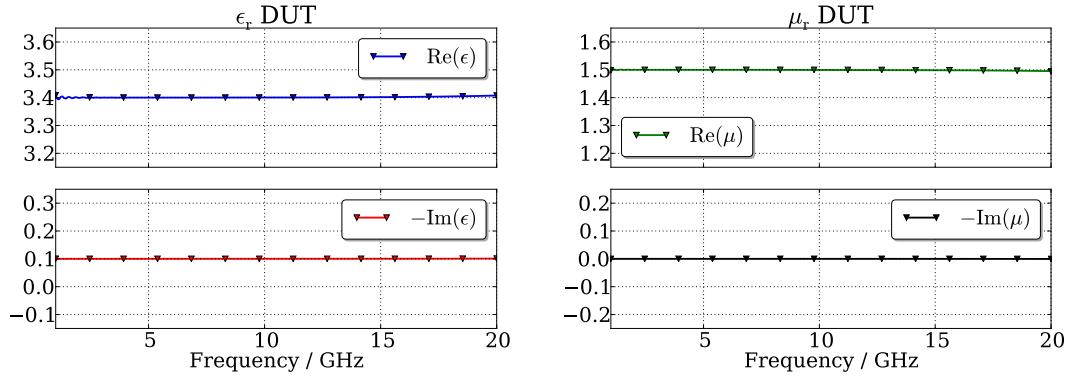 ϵr DUT
3.6
3.5
3.4
3.3
3.2
Re(ϵ)
0.3
0.2
0.1
0.0
−0.1
−Im(ϵ)
5 10 15 20
Frequency / GHz
μr DUT
1.6
1.5
1.4
1.3
1.2
Re(μ)
0.2
0.1
0.0
−0.1
−0.2
−Im(μ)
5 10 15 20
Frequency / GHz